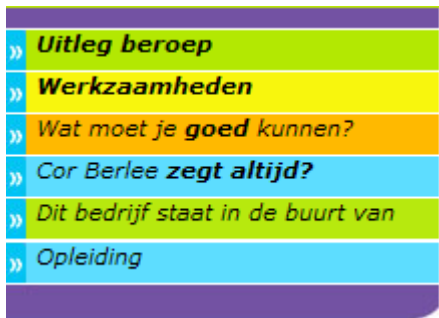 » Uitleg beroep
» Werkzaamheden
» Wat moet je goed kunnen?
» Cor Berlee zegt altijd?
» Dit bedrijf staat in de buurt van
» Opleiding